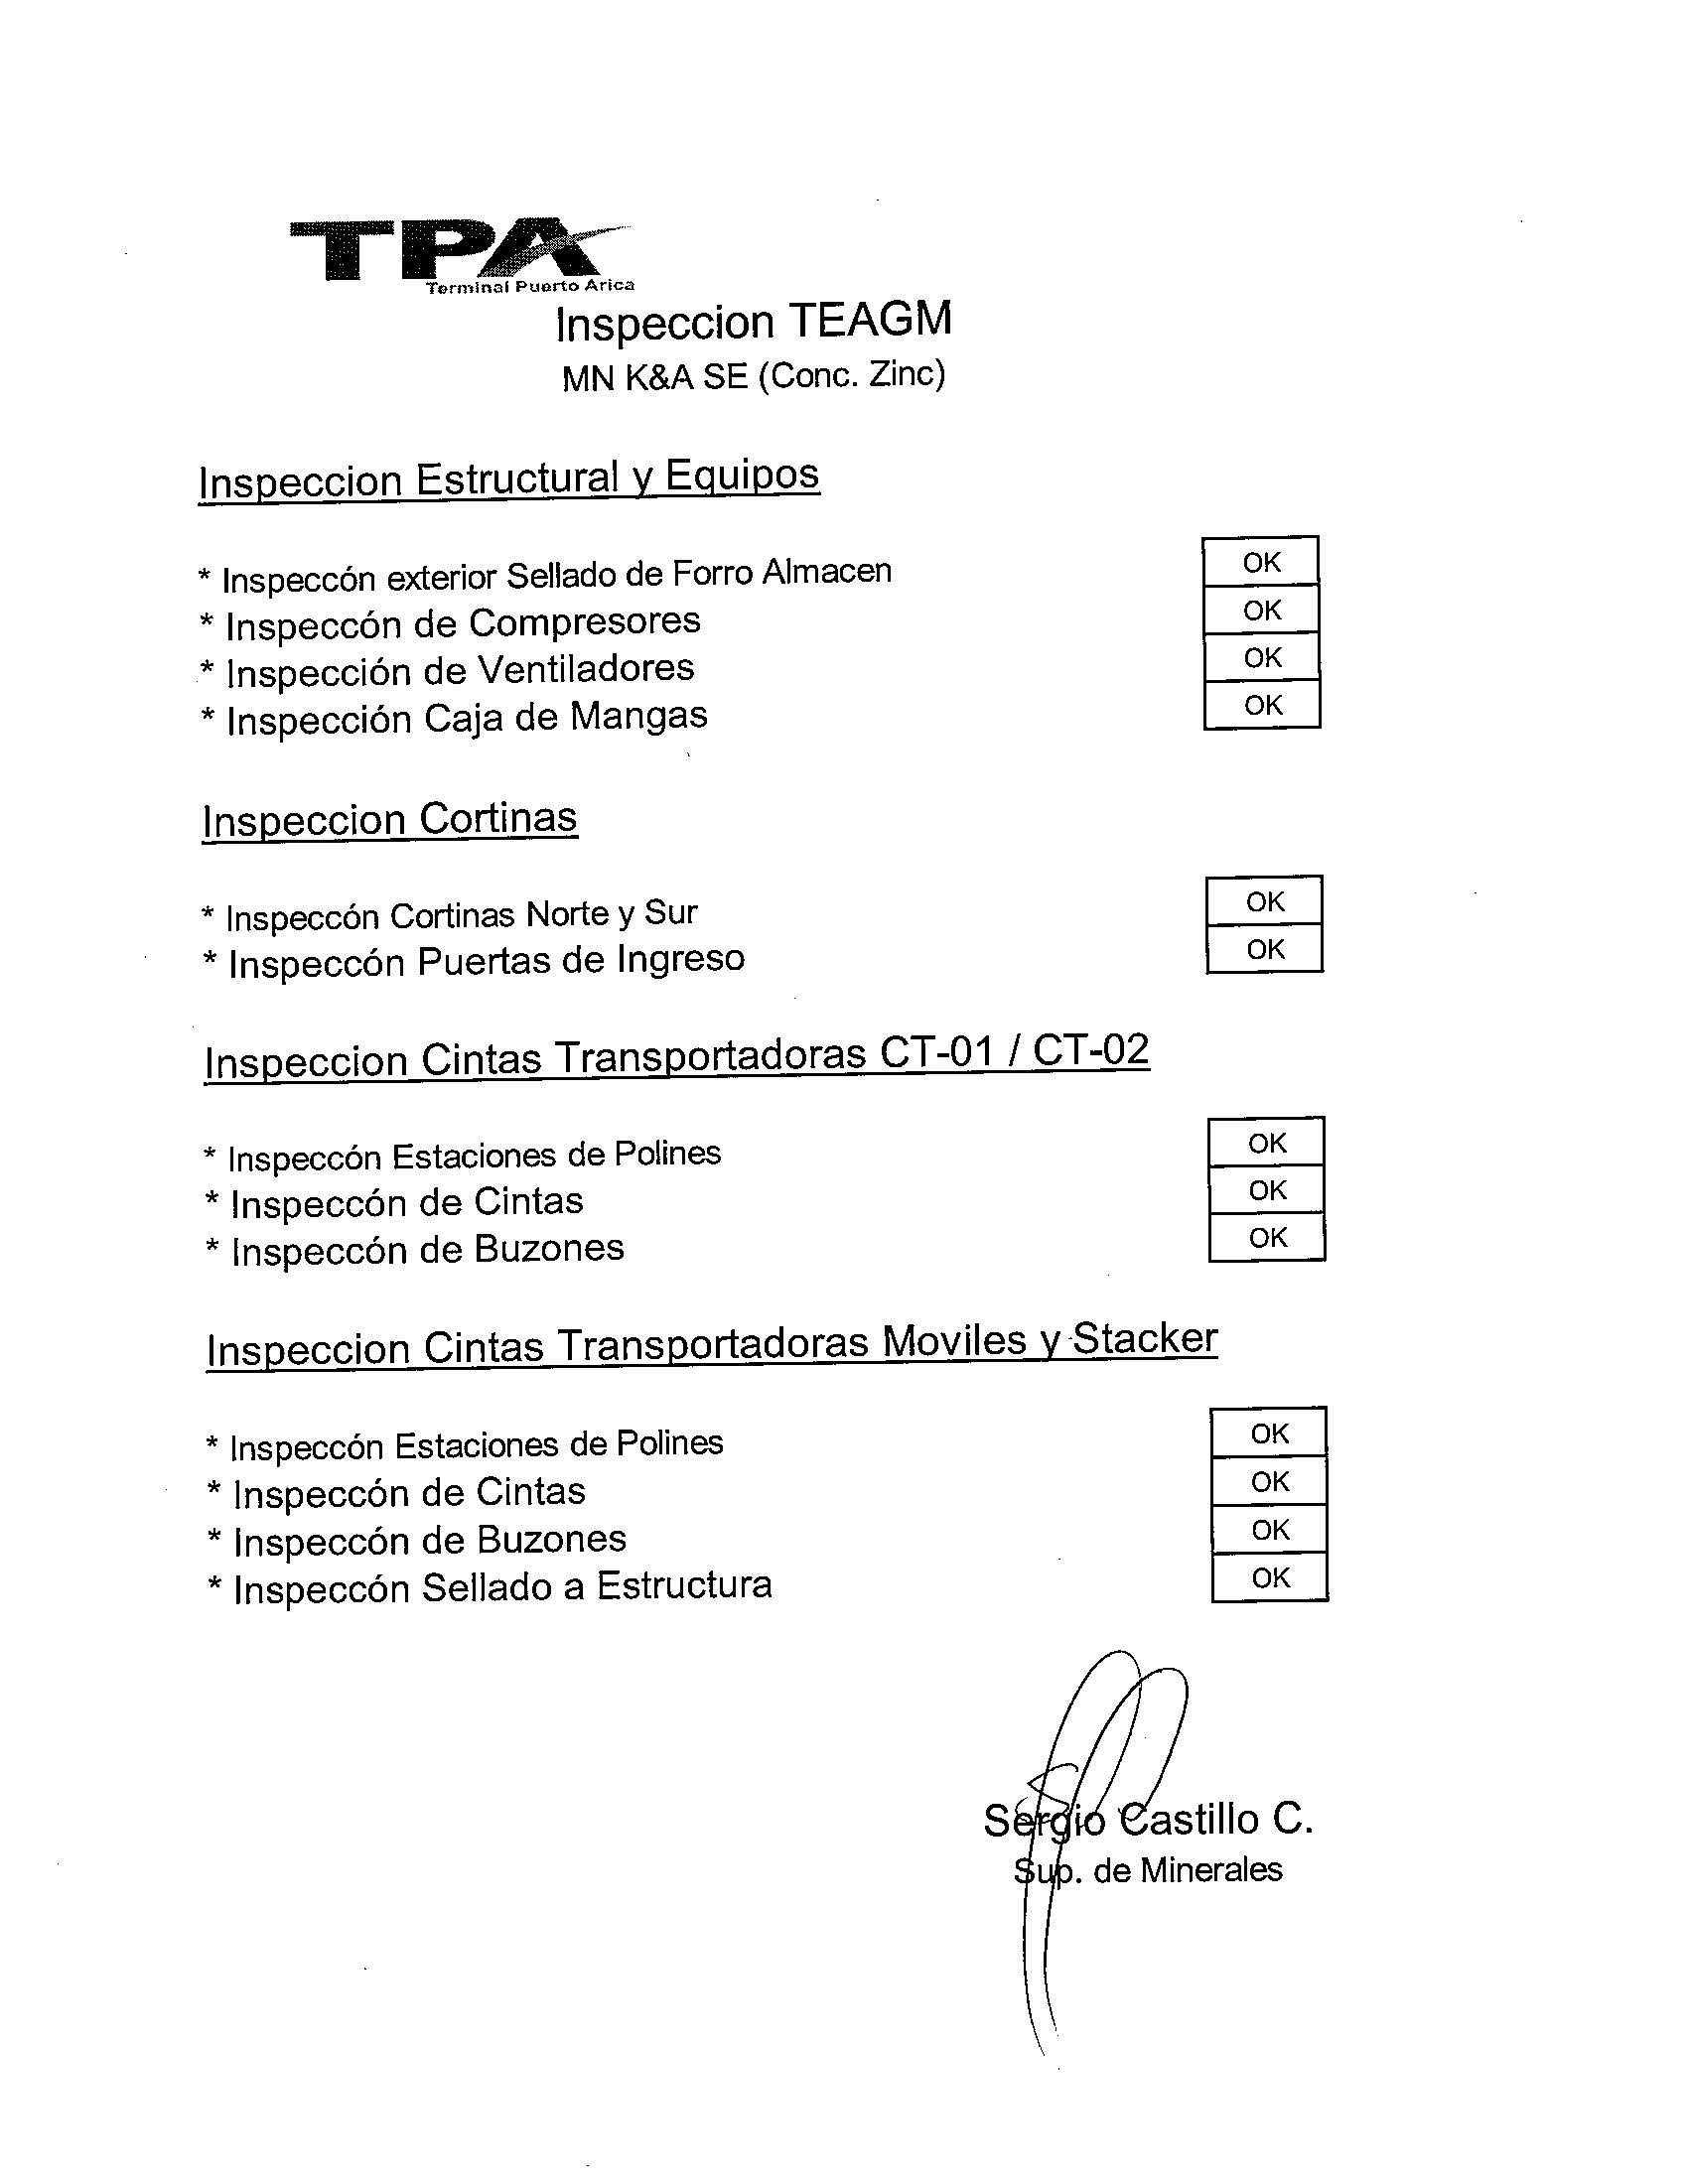 TPA
Terminal Puerto Arica
Inspeccion TEAGM
MN K&A SE (Conc. Zinc)
Inspeccion Estructural y Equipos
* Inspeccón exterior Sellado de Forro Almacen OK
* Inspeccón de Compresores OK
* Inspección de Ventiladores OK
* Inspección Caja de Mangas OK
Inspeccion Cortinas
* Inspeccón Cortinas Norte y Sur OK
* Inspeccón Puertas de Ingreso OK
Inspeccion Cintas Transportadoras CT-01 / CT-02
* Inspeccón Estaciones de Polines OK
* Inspeccón de Cintas OK
* Inspeccón de Buzones OK
Inspeccion Cintas Transportadoras Moviles y Stacker
* Inspeccón Estaciones de Polines OK
* Inspeccón de Cintas OK
* Inspeccón de Buzones OK
* Inspeccón Sellado a Estructura OK
Sergio Castillo C.
Sup. de Minerales